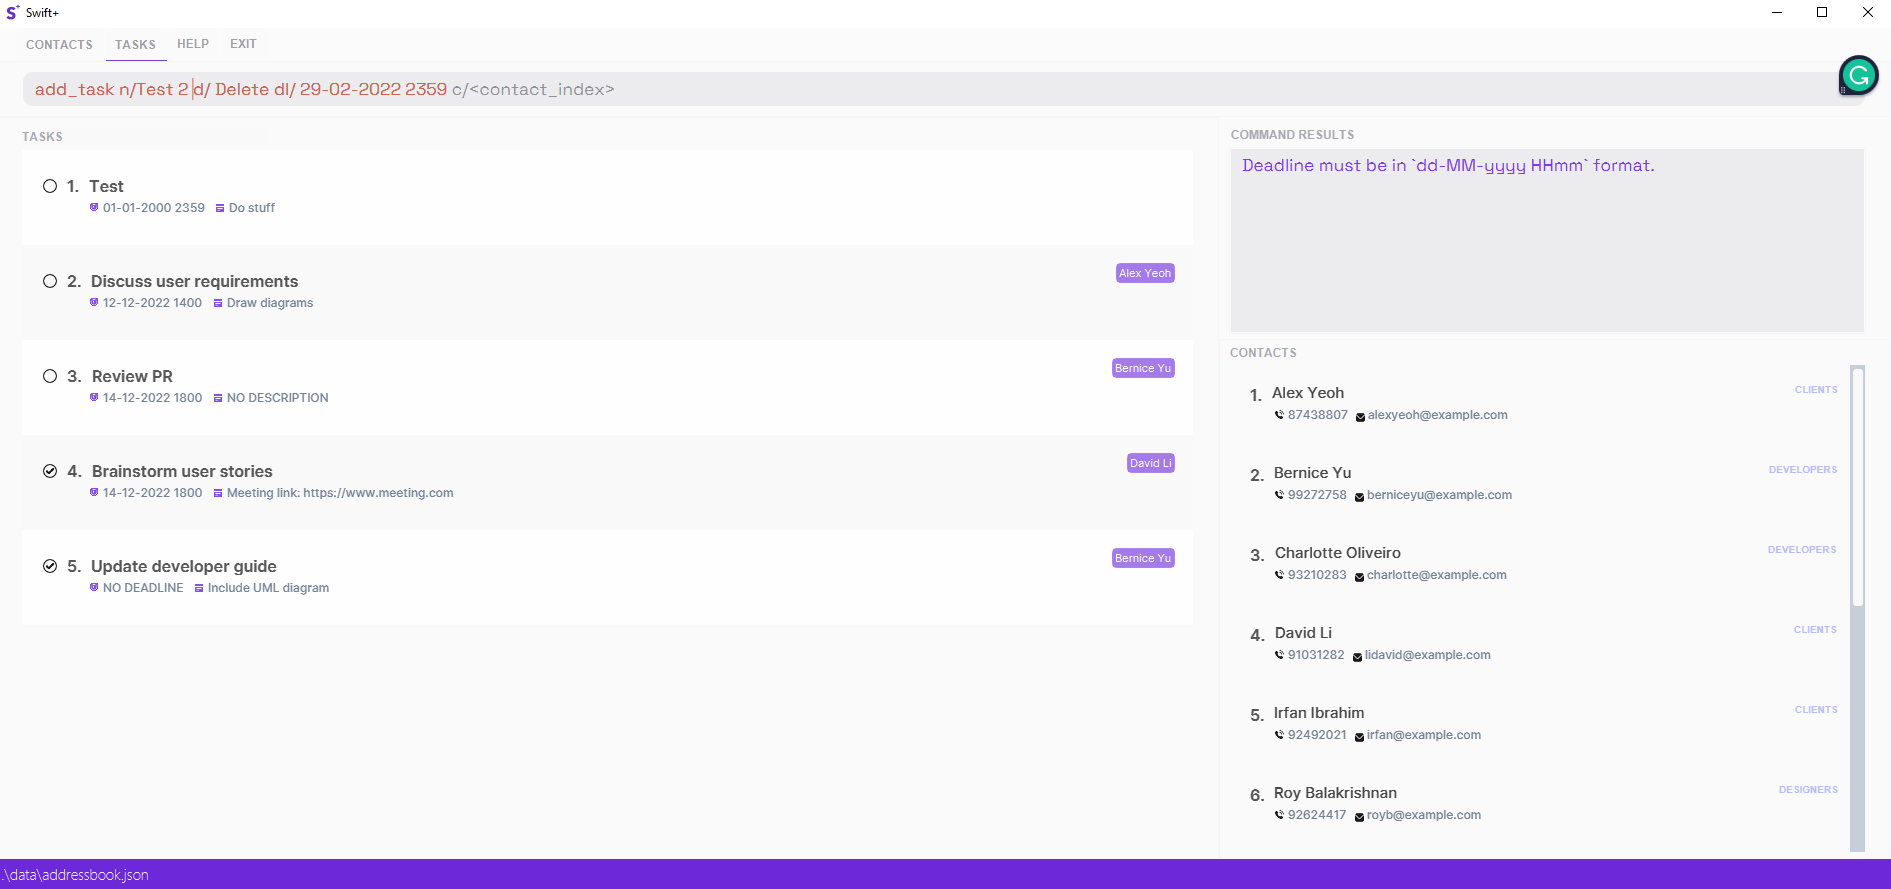 Swift+
CONTACTS TASKS HELP EXIT
add_task n/Test 2 d/ Delete dl/ 29-02-2022 2359 c/<contact_index>
TASKS
1. Test
01-01-2000 2359 Do stuff
2. Discuss user requirements
Alex Yeoh
12-12-2022 1400 Draw diagrams
3. Review PR
Bernice Yu
14-12-2022 1800 NO DESCRIPTION
4. Brainstorm user stories
David Li
14-12-2022 1800 Meeting link: https://www.meeting.com
5. Update developer guide
Bernice Yu
NO DEADLINE Include UML diagram
COMMAND RESULTS
Deadline must be in `dd-MM-yyyy HHmm` format.
CONTACTS
1. Alex Yeoh CLIENTS
87438807 alexyeoh@example.com
2. Bernice Yu DEVELOPERS
99272758 berniceyu@example.com
3. Charlotte Oliveiro DEVELOPERS
93210283 charlotte@example.com
4. David Li CLIENTS
91031282 lidavid@example.com
5. Irfan Ibrahim CLIENTS
92492021 irfan@example.com
6. Roy Balakrishnan DESIGNERS
92624417 royb@example.com
.\data\addressbook.json